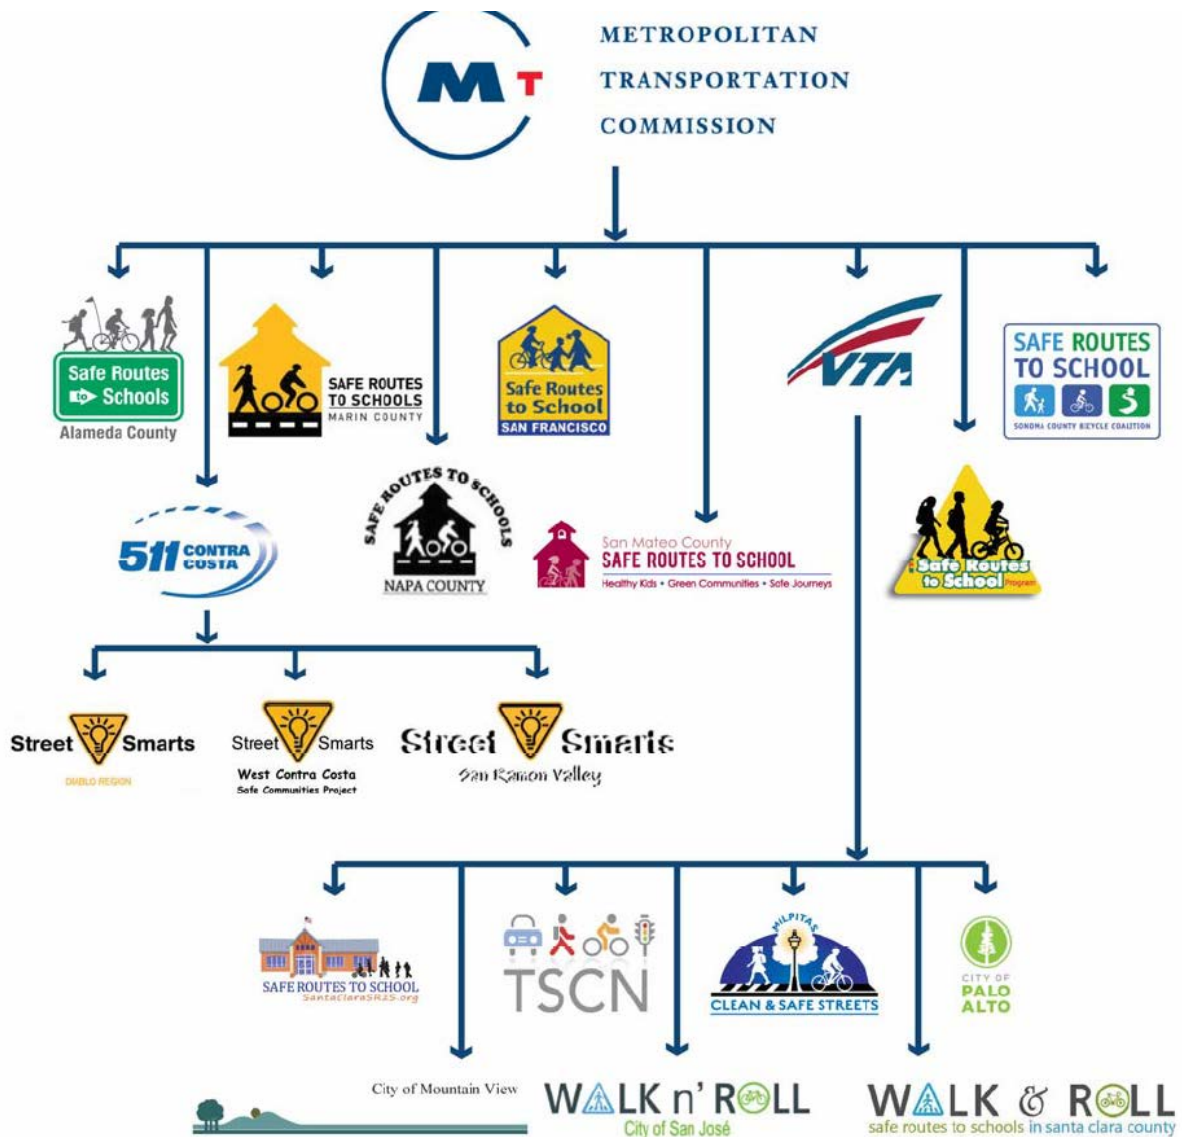 M T
METROPOLITAN
TRANSPORTATION
COMMISSION
Safe Routes
to Schools
Alameda County
SAFE ROUTES
TO SCHOOLS
MARIN COUNTY
Safe Routes
to School
SAN FRANCISCO
VTA
SAFE ROUTES
TO SCHOOL
SONOMA COUNTY BICYCLE COALITION
511 CONTRA
COSTA
SAFE ROUTES TO SCHOOLS
NAPA COUNTY
San Mateo County
SAFE ROUTES TO SCHOOL
Healthy Kids • Green Communities • Safe Journeys
Safe Routes
to School Program
Street Smarts
DIABLO REGION
Street Smarts
West Contra Costa
Safe Communities Project
Street Smarts
San Ramon Valley
SAFE ROUTES TO SCHOOL
SantaClaraSR2S.org
TSCN
MILPITAS
CLEAN & SAFE STREETS
CITY OF
PALO
ALTO
City of Mountain View
WALK n' ROLL
City of San José
WALK & ROLL
safe routes to schools in santa clara county